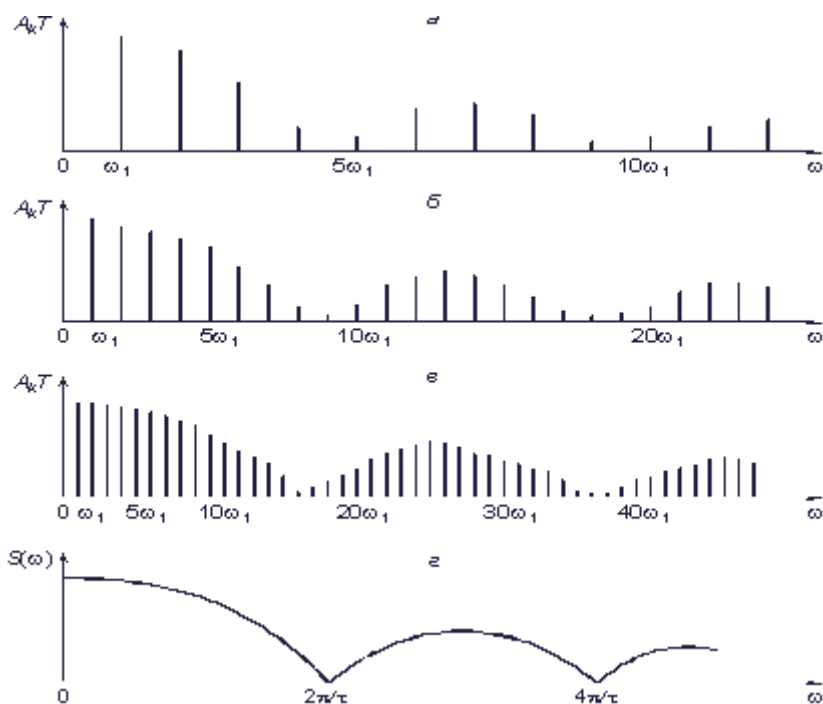 AₖT а
0 ω₁ 5ω₁ 10ω₁ ω
AₖT б
0 ω₁ 5ω₁ 10ω₁ 20ω₁ ω
AₖT в
0 ω₁ 5ω₁ 10ω₁ 20ω₁ 30ω₁ 40ω₁ ω
S(ω) г
0 2π/τ 4π/τ ω